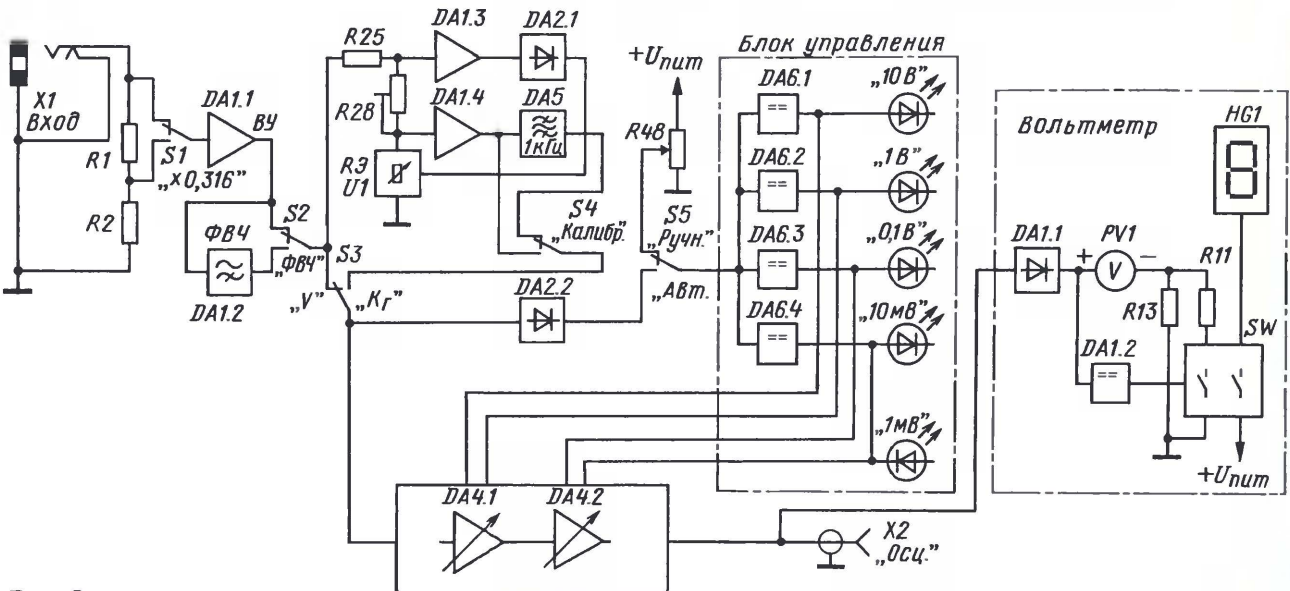 X1
ВХОД
R1
R2
S1
„x0,316"
DA1.1
ВУ
ФВЧ
DA1.2
S2
„ФВЧ"
S3
„V"
„Кг"
R25
R28
DA1.3
DA2.1
DA1.4
DA5
1кГц
RЭ
U1
S4
„Калибр."
DA2.2
+Uпит
R48
S5
„Ручн."
„Авт.
Блок управления
DA6.1
„10В"
DA6.2
„1В"
DA6.3
„0,1В"
DA6.4
„10мВ"
„1мВ"
DA4.1
DA4.2
X2
„Осц."
Вольтметр
HG1
DA1.1
+
PV1
−
V
R11
R13
SW
DA1.2
+Uпит